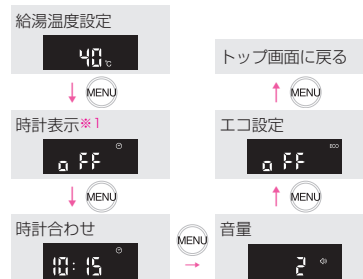 給湯温度設定
40℃
MENU
時計表示※1
oFF
MENU
時計合わせ
10:15
MENU
音量
2
MENU
エコ設定
ECO
oFF
MENU
トップ画面に戻る